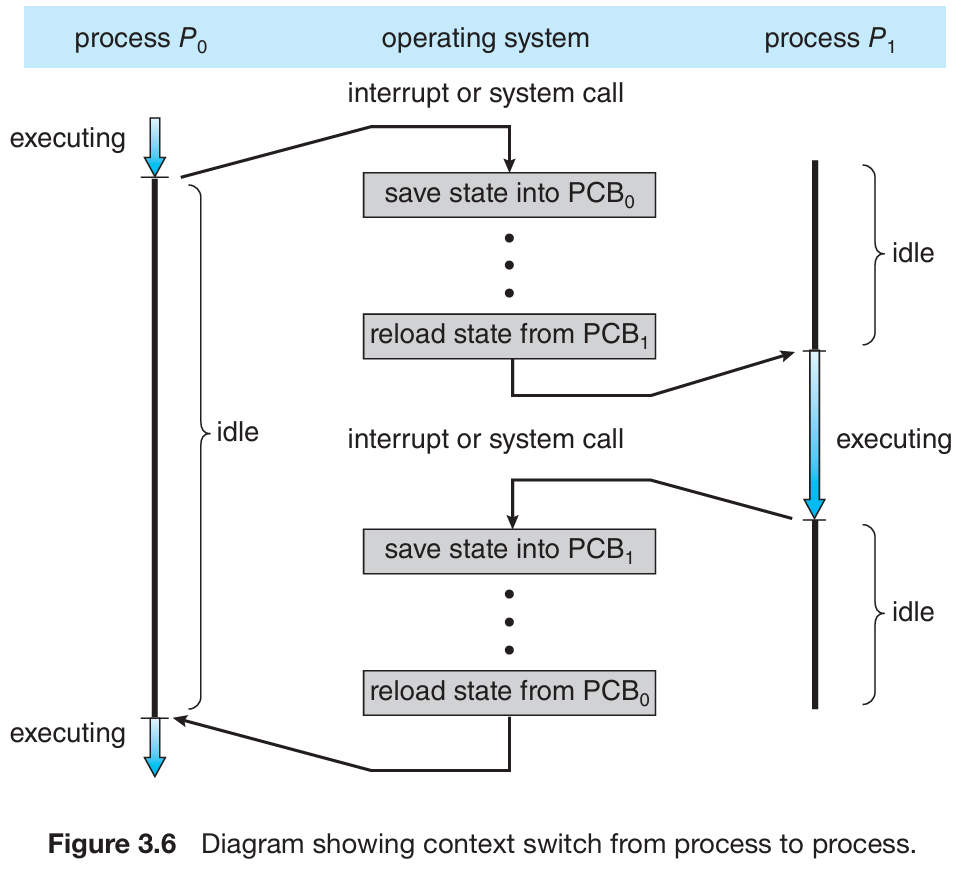 process P₀ operating system process P₁
interrupt or system call
executing
save state into PCB₀
idle
reload state from PCB₁
idle
interrupt or system call
executing
save state into PCB₁
idle
reload state from PCB₀
executing
Figure 3.6 Diagram showing context switch from process to process.